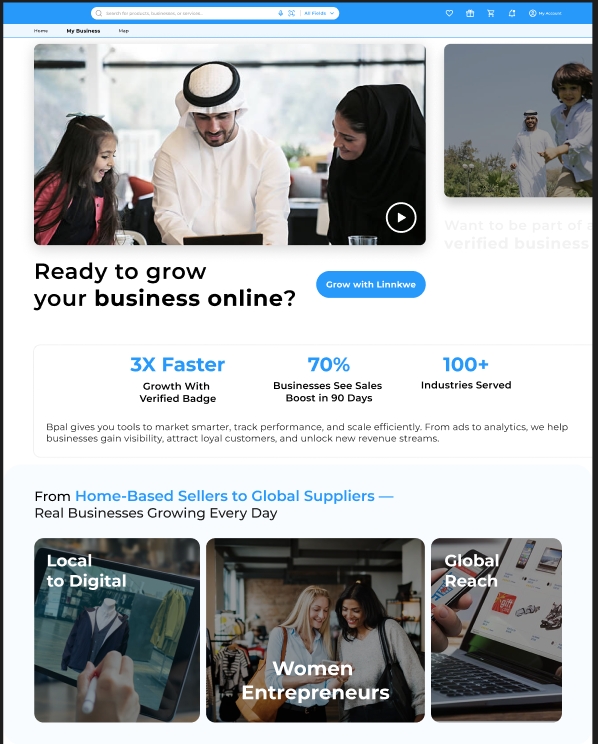 Search for products, businesses, or services.
All Fields
My Account
Home
My Business
Map
Want to be part of a
verified business
Ready to grow
your business online?
Grow with Linnkwe
3X Faster
Growth With
Verified Badge
70%
Businesses See Sales
Boost in 90 Days
100+
Industries Served
Bpal gives you tools to market smarter, track performance, and scale efficiently. From ads to analytics, we help
businesses gain visibility, attract loyal customers, and unlock new revenue streams.
From Home-Based Sellers to Global Suppliers —
Real Businesses Growing Every Day
Local
to Digital
Women
Entrepreneurs
Global
Reach